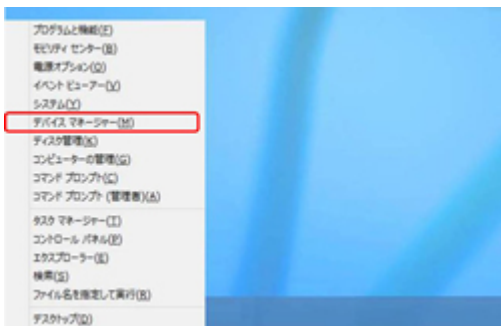 プログラムと機能(F)
モビリティ センター(B)
電源オプション(O)
イベント ビューアー(V)
システム(Y)
デバイス マネージャー(M)
ディスク管理(K)
コンピューターの管理(G)
コマンド プロンプト(C)
コマンド プロンプト (管理者)(A)
タスク マネージャー(T)
コントロール パネル(P)
エクスプローラー(E)
検索(S)
ファイル名を指定して実行(R)
デスクトップ(D)